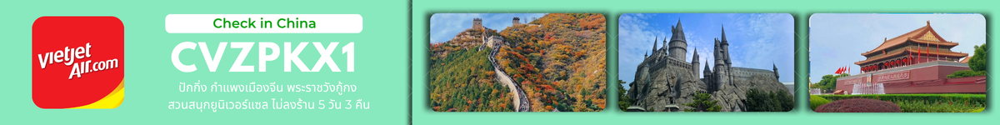 vietjet
Air.com
Check in China
CVZPKX1
ปักกิ่ง กำแพงเมืองจีน พระราชวังกู้กง
สวนสนุกยูนิเวอร์แซล ไม่ลงร้าน 5 วัน 3 คืน